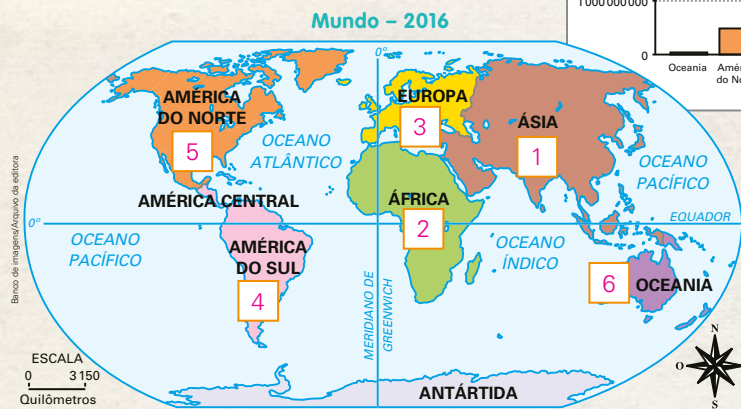 Mundo – 2016
1 000 000 000
0
Oceania
Améri
do No
0°
AMÉRICA
DO NORTE
5
EUROPA
3
ÁSIA
1
OCEANO
ATLÂNTICO
OCEANO
PACÍFICO
AMÉRICA CENTRAL
ÁFRICA
2
0°
EQUADOR
OCEANO
PACÍFICO
AMÉRICA
DO SUL
4
OCEANO
ÍNDICO
6
OCEANIA
MERIDIANO DE
GREENWICH
ANTÁRTIDA
ESCALA
0 3 150
Quilômetros
N
O
L
S
Banco de imagens/Arquivo da editora